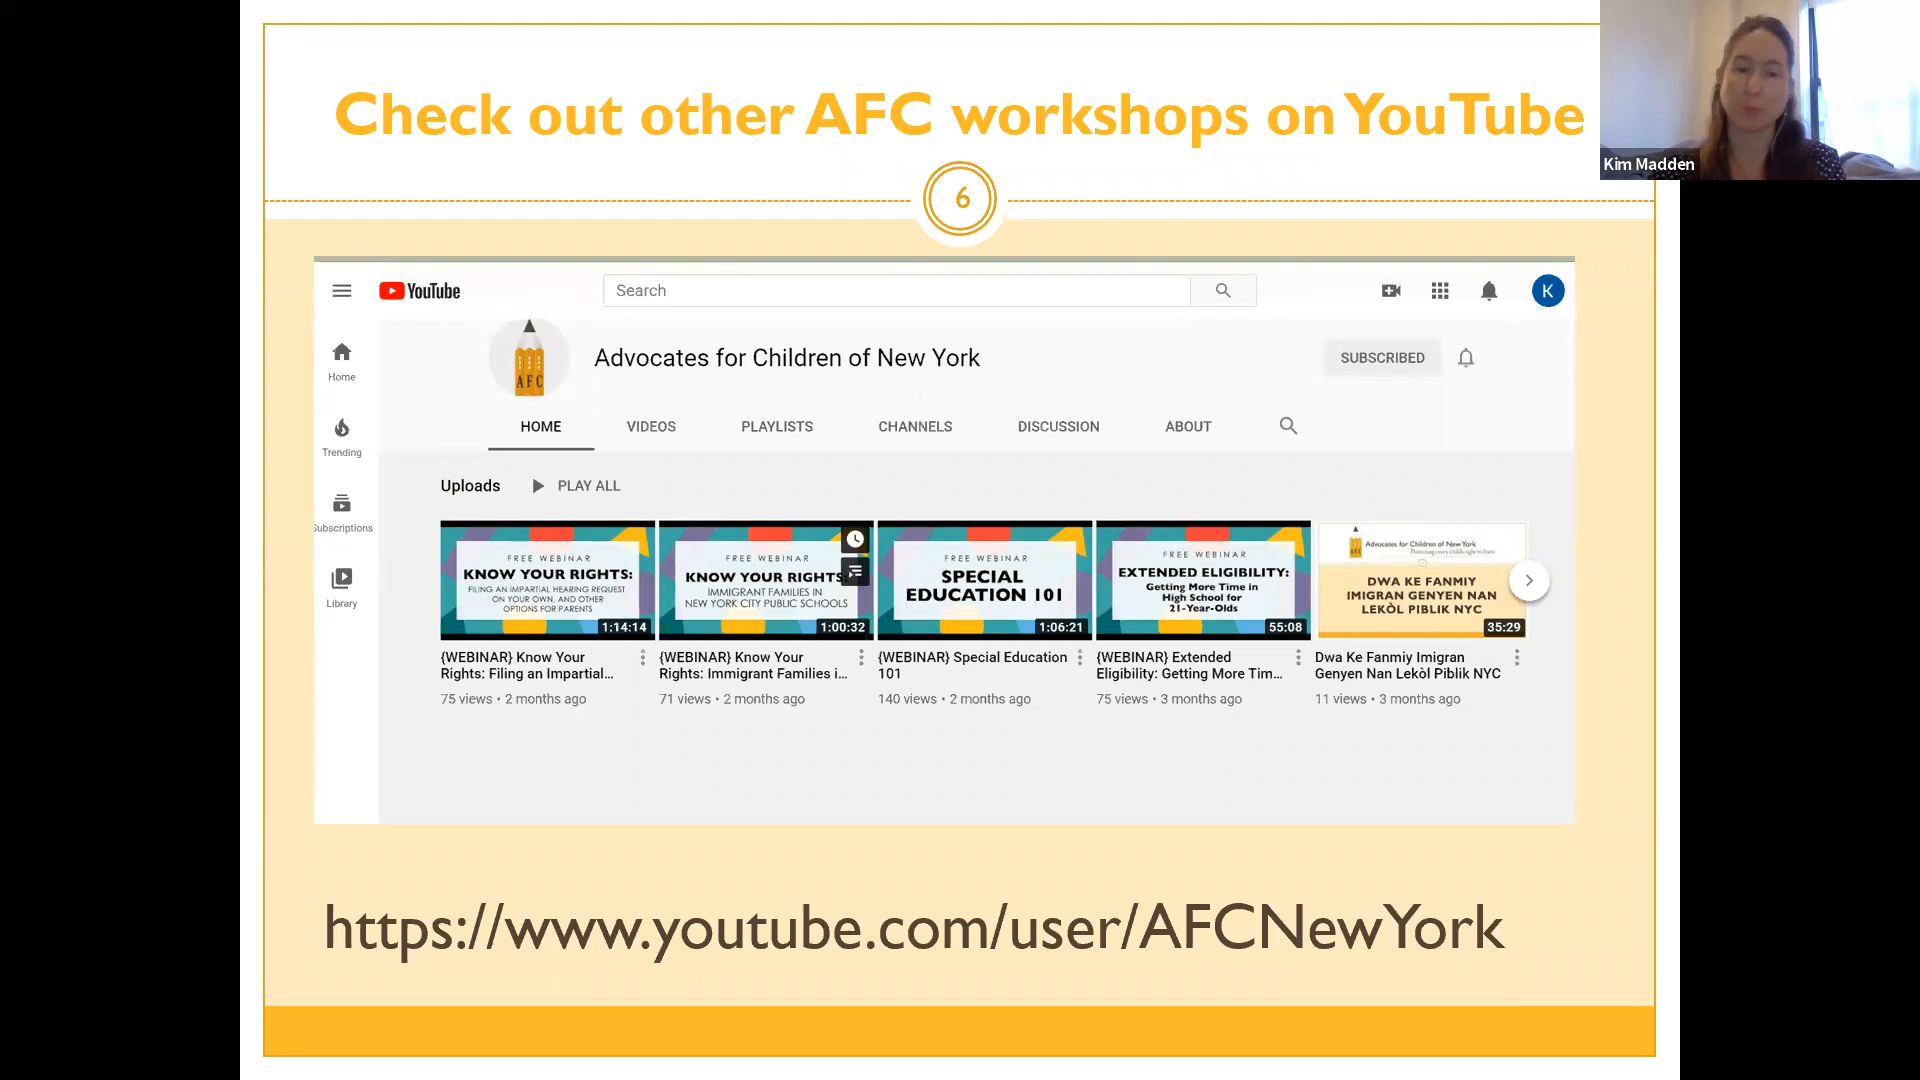 Check out other AFC workshops on YouTube
Kim Madden
6
YouTube
Search
K
Home
Trending
Subscriptions
Library
AFC
Advocates for Children of New York
SUBSCRIBED
HOME VIDEOS PLAYLISTS CHANNELS DISCUSSION ABOUT
Uploads PLAY ALL
FREE WEBINAR
KNOW YOUR RIGHTS:
FILING AN IMPARTIAL HEARING REQUEST
ON YOUR OWN, AND OTHER
OPTIONS FOR PARENTS
1:14:14
{WEBINAR} Know Your
Rights: Filing an Impartial...
75 views • 2 months ago
FREE WEBINAR
KNOW YOUR RIGHTS:
IMMIGRANT FAMILIES IN
NEW YORK CITY PUBLIC SCHOOLS
1:00:32
{WEBINAR} Know Your
Rights: Immigrant Families i...
71 views • 2 months ago
FREE WEBINAR
SPECIAL
EDUCATION 101
1:06:21
{WEBINAR} Special Education
101
140 views • 2 months ago
FREE WEBINAR
EXTENDED ELIGIBILITY:
Getting More Time in
High School for
21-Year-Olds
55:08
{WEBINAR} Extended
Eligibility: Getting More Tim...
75 views • 3 months ago
Advocates for Children of New York
Protecting every child's right to learn
DWA KE FANMIY
IMIGRAN GENYEN NAN
LEKÒL PIBLIK NYC
35:29
Dwa Ke Fanmiy Imigran
Genyen Nan Lekòl Piblik NYC
11 views • 3 months ago
https://www.youtube.com/user/AFCNewYork